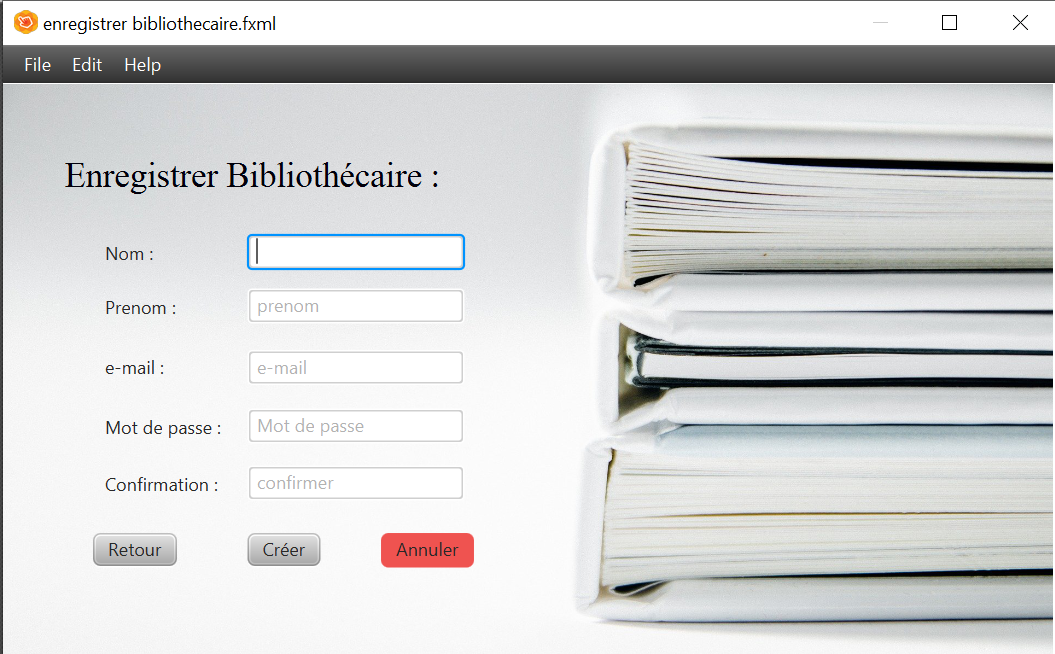 enregistrer bibliothecaire.fxml
File Edit Help
Enregistrer Bibliothécaire :
Nom :
Prenom : prenom
e-mail : e-mail
Mot de passe : Mot de passe
Confirmation : confirmer
Retour Créer Annuler